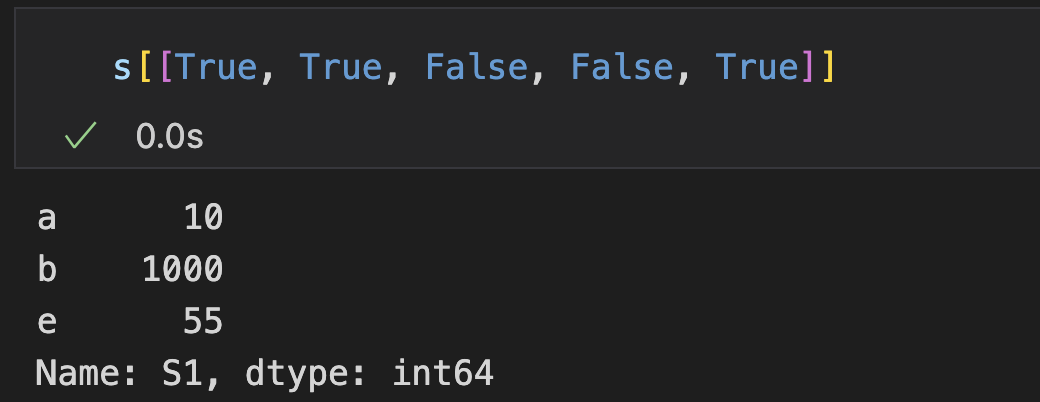 s[[True, True, False, False, True]]
✓ 0.0s
a 10
b 1000
e 55
Name: S1, dtype: int64